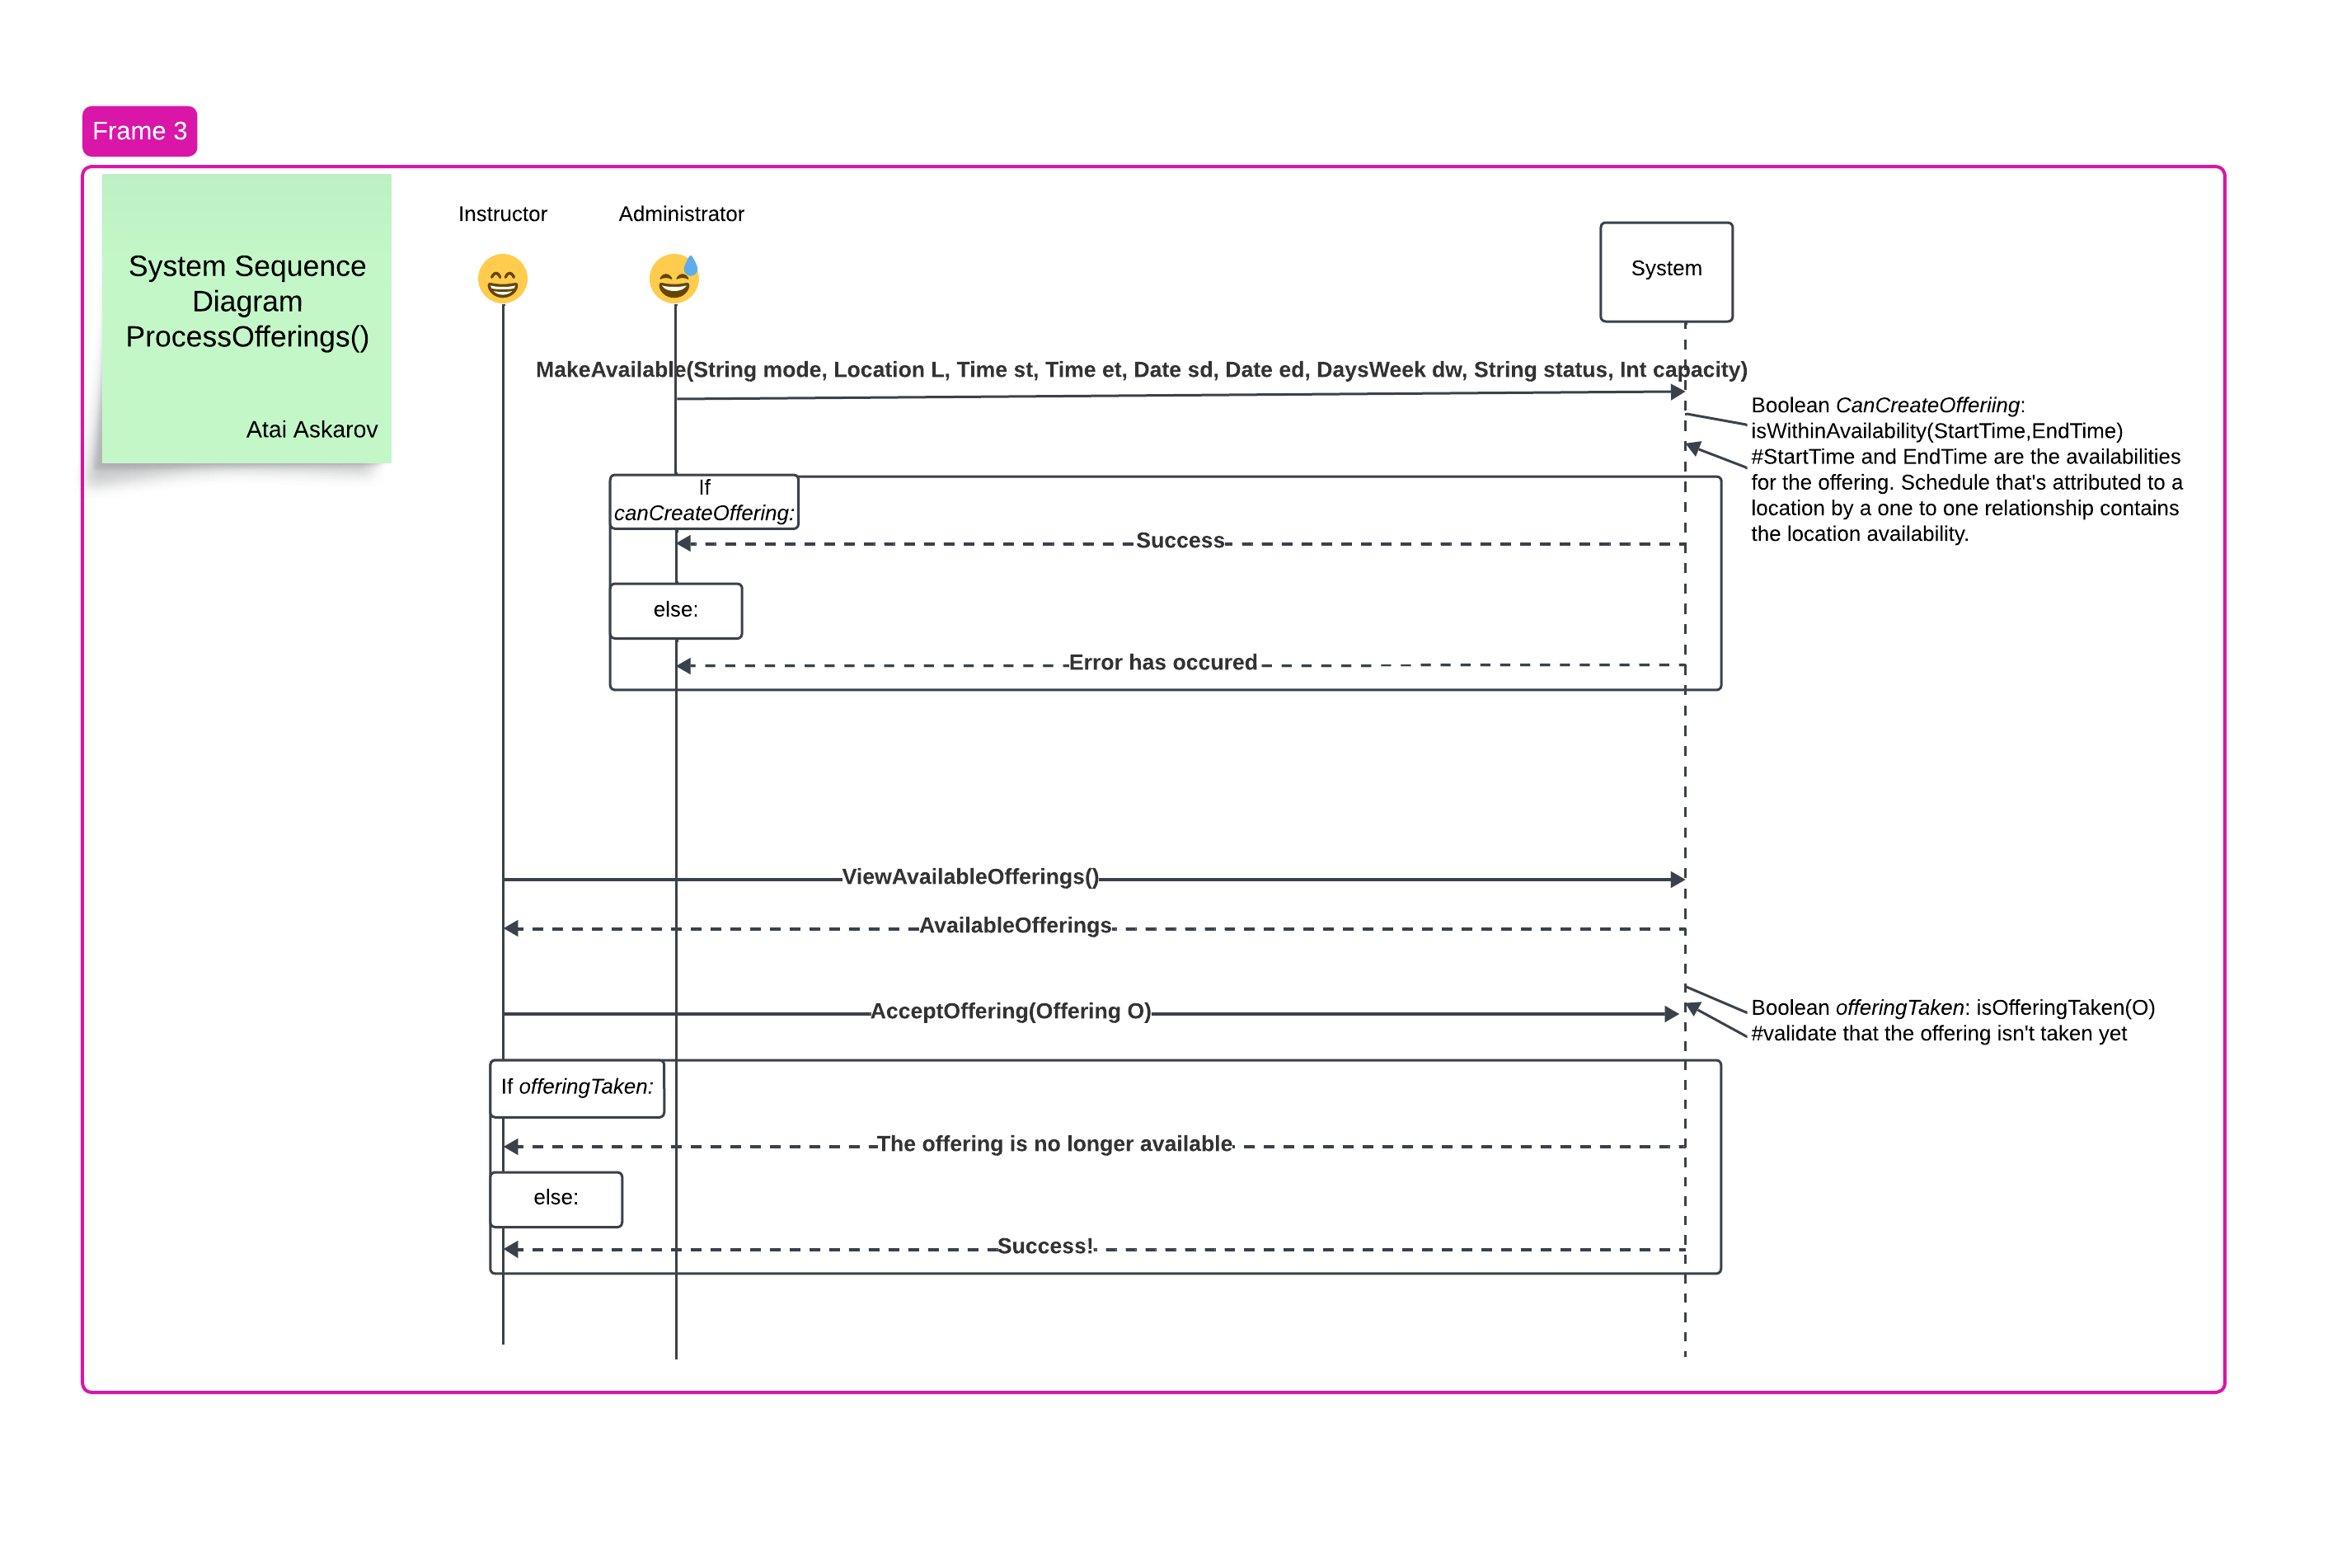 Frame 3
System Sequence
Diagram
ProcessOfferings()
Atai Askarov
Instructor
Administrator
System
MakeAvailable(String mode, Location L, Time st, Time et, Date sd, Date ed, DaysWeek dw, String status, Int capacity)
Boolean CanCreateOfferiing:
isWithinAvailability(StartTime,EndTime)
#StartTime and EndTime are the availabilities
for the offering. Schedule that's attributed to a
location by a one to one relationship contains
the location availability.
If
canCreateOffering:
Success
else:
Error has occured
ViewAvailableOfferings()
AvailableOfferings
AcceptOffering(Offering O)
Boolean offeringTaken: isOfferingTaken(O)
#validate that the offering isn't taken yet
If offeringTaken:
The offering is no longer available
else:
Success!